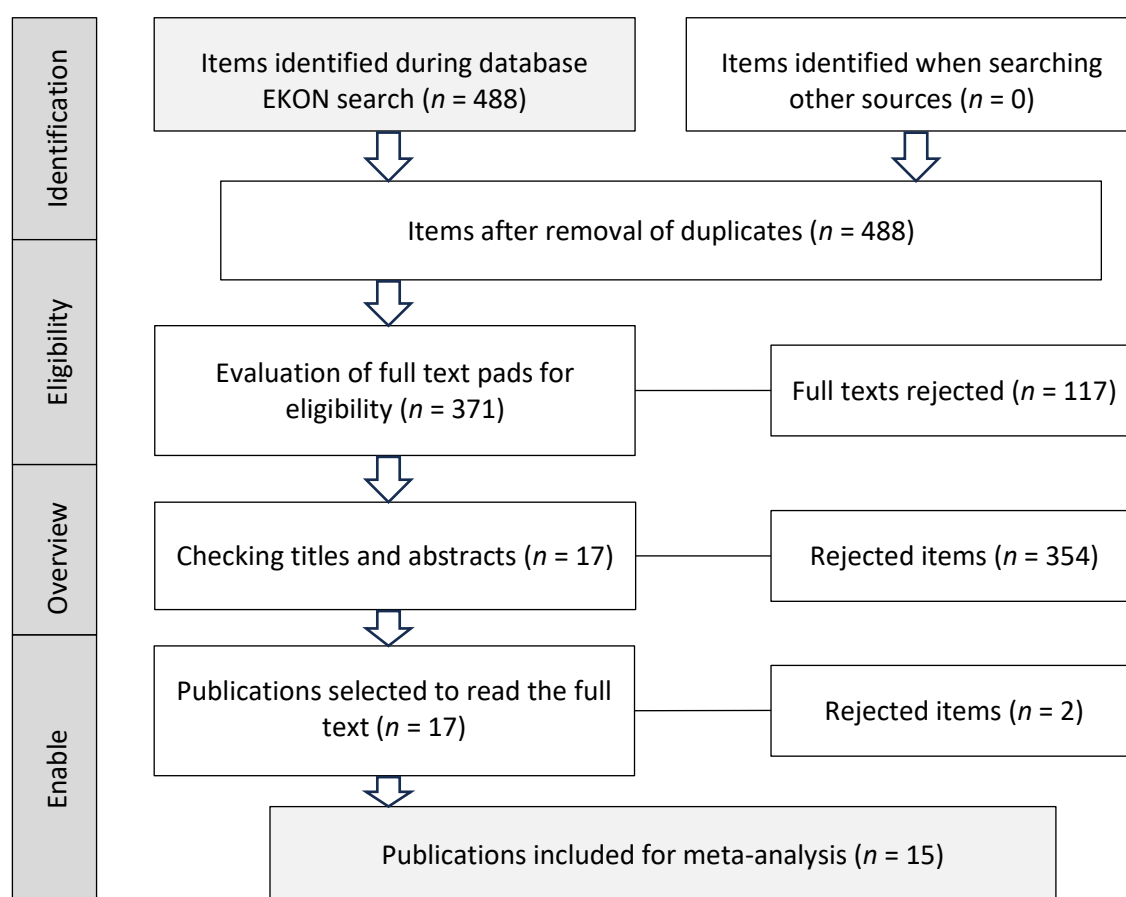 Identification
Items identified during database
EKON search (n = 488)
Items identified when searching
other sources (n = 0)
Items after removal of duplicates (n = 488)
Eligibility
Evaluation of full text pads for
eligibility (n = 371)
Full texts rejected (n = 117)
Overview
Checking titles and abstracts (n = 17)
Rejected items (n = 354)
Enable
Publications selected to read the full
text (n = 17)
Rejected items (n = 2)
Publications included for meta-analysis (n = 15)